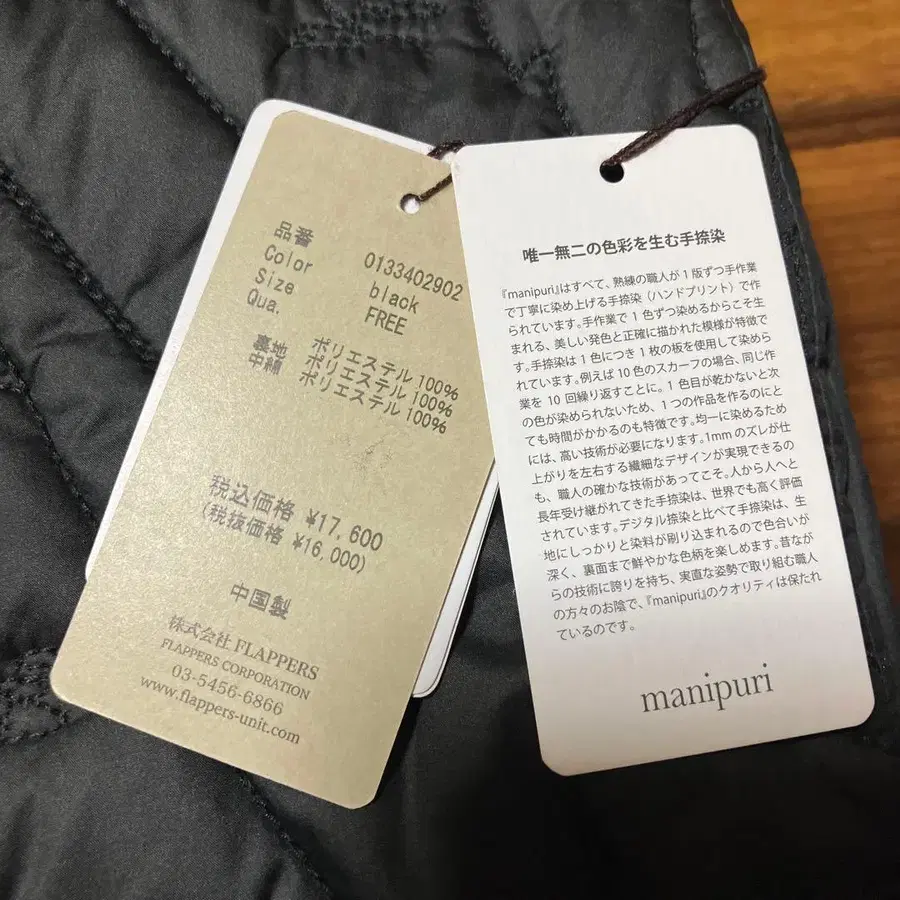 品番 0133402902
Color black
Size FREE
Qua. ポリエステル 100%
裏地 ポリエステル 100%
中綿 ポリエステル 100%
税込価格 ¥17,600
(税抜価格 ¥16,000)
中国製
株式会社 FLAPPERS
FLAPPERS CORPORATION
03-5456-6866
www.flappers-unit.com
唯一無二の色彩を生む手捺染
『manipuri』はすべて、熟練の職人が1版ずつ手作業
で丁寧に染め上げる手捺染（ハンドプリント）で作
られています。手作業で1色ずつ染めるからこそ生
まれる、美しい発色と正確に描かれた模様が特徴で
す。手捺染は1色につき1枚の板を使用して染めら
れています。例えば10色のスカーフの場合、同じ作
業を10回繰り返すことに。1色目が乾かないと次
の色が染められないため、1つの作品を作るのにと
ても時間がかかるのも特徴です。均一に染めるため
には、高い技術が必要になります。1mmのズレが仕
上がりを左右する繊細なデザインが実現できるの
も、職人の確かな技術があってこそ。人から人へと
長年受け継がれてきた手捺染は、世界でも高く評価
されています。デジタル捺染と比べて手捺染は、生
地にしっかりと染料が刷り込まれるので色合いが
深く、裏面まで鮮やかな色柄を楽しめます。昔なが
らの技術に誇りを持ち、実直な姿勢で取り組む職人
の方々のお陰で、『manipuri』のクオリティは保たれ
ているのです。
manipuri